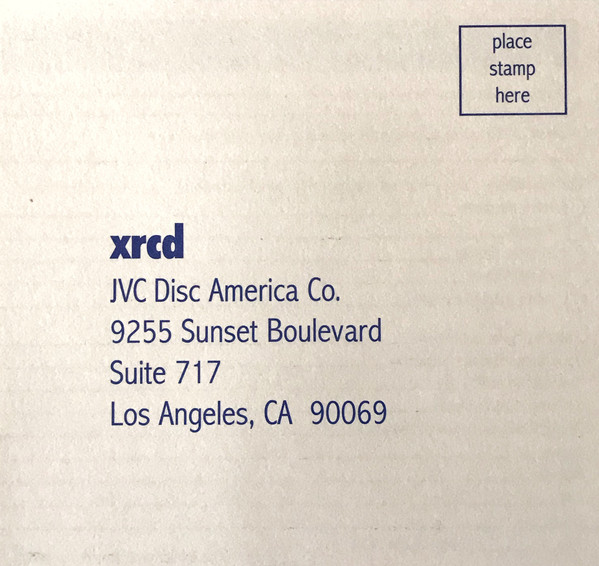 place
stamp
here
xrcd
JVC Disc America Co.
9255 Sunset Boulevard
Suite 717
Los Angeles, CA  90069